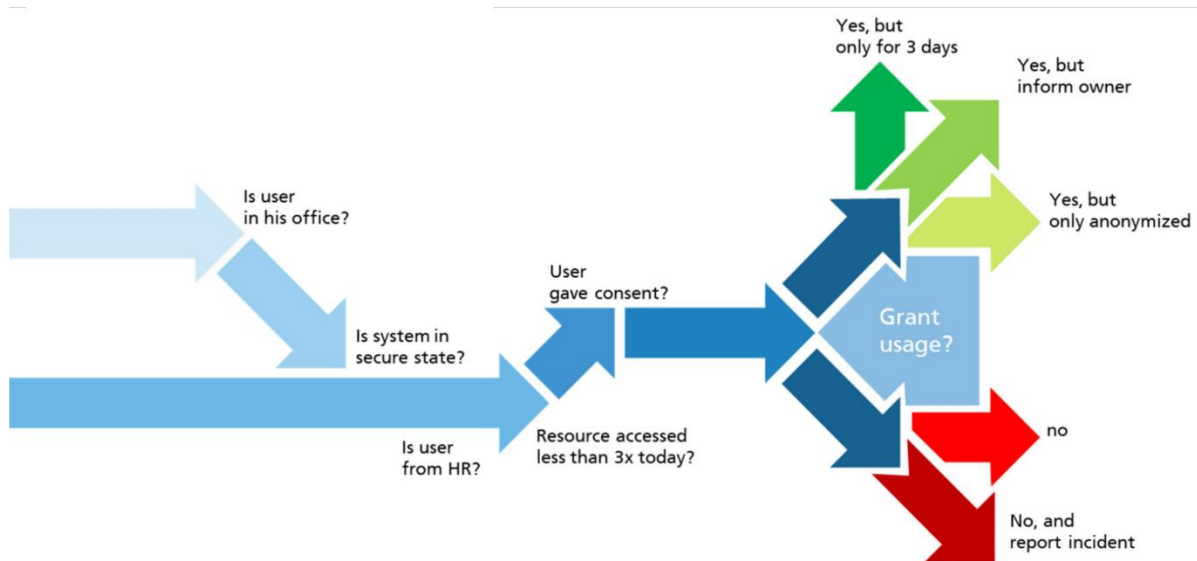 Yes, but
only for 3 days
Yes, but
inform owner
Is user
in his office?
Yes, but
only anonymized
User
gave consent?
Is system in
secure state?
Grant
usage?
Is user
from HR?
Resource accessed
less than 3x today?
no
No, and
report incident